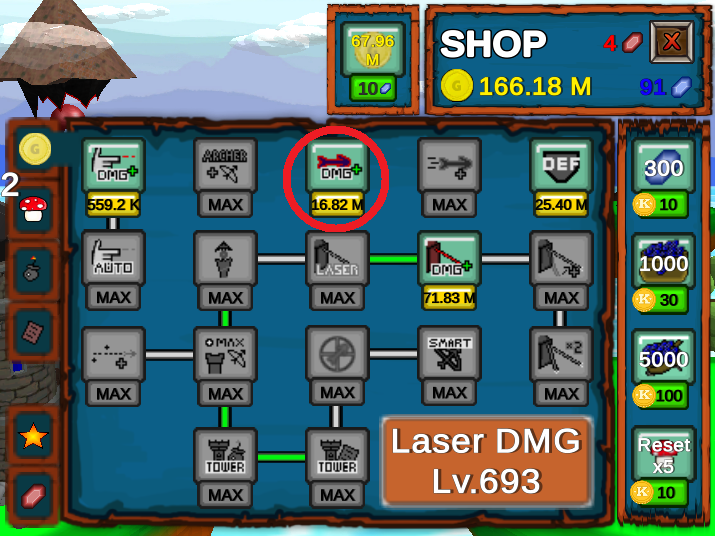 67.96
M
10
SHOP
4
G
166.18 M
91
G
2
DMG
559.2 K
ARCHER
MAX
DMG
16.82 M
MAX
DEF
25.40 M
300
K 10
AUTO
MAX
MAX
LASER
MAX
DMG
71.83 M
MAX
1000
K 30
MAX
MAX
MAX
MAX
SMART
MAX
×2
MAX
5000
K 100
TOWER
MAX
TOWER
MAX
Laser DMG
Lv.693
Reset
x5
K 10